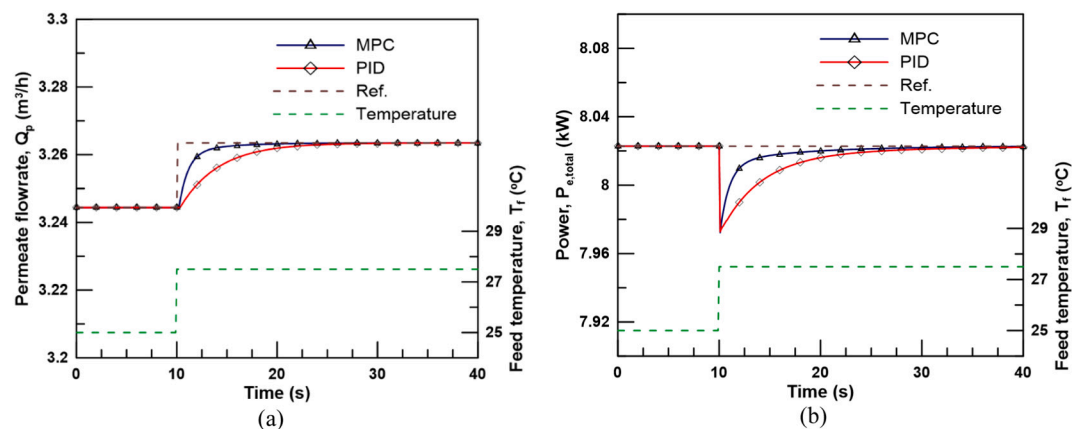 3.3
3.28
3.26
3.24
3.22
3.2
Permeate flowrate, Qp (m³/h)
MPC
PID
Ref.
Temperature
29
27
25
Feed temperature, Tf (ºC)
0 10 20 30 40
Time (s)
(a)
8.08
8.04
8
7.96
7.92
Power, Pe,total (kW)
MPC
PID
Ref.
Temperature
29
27
25
Feed temperature, Tf (ºC)
0 10 20 30 40
Time (s)
(b)